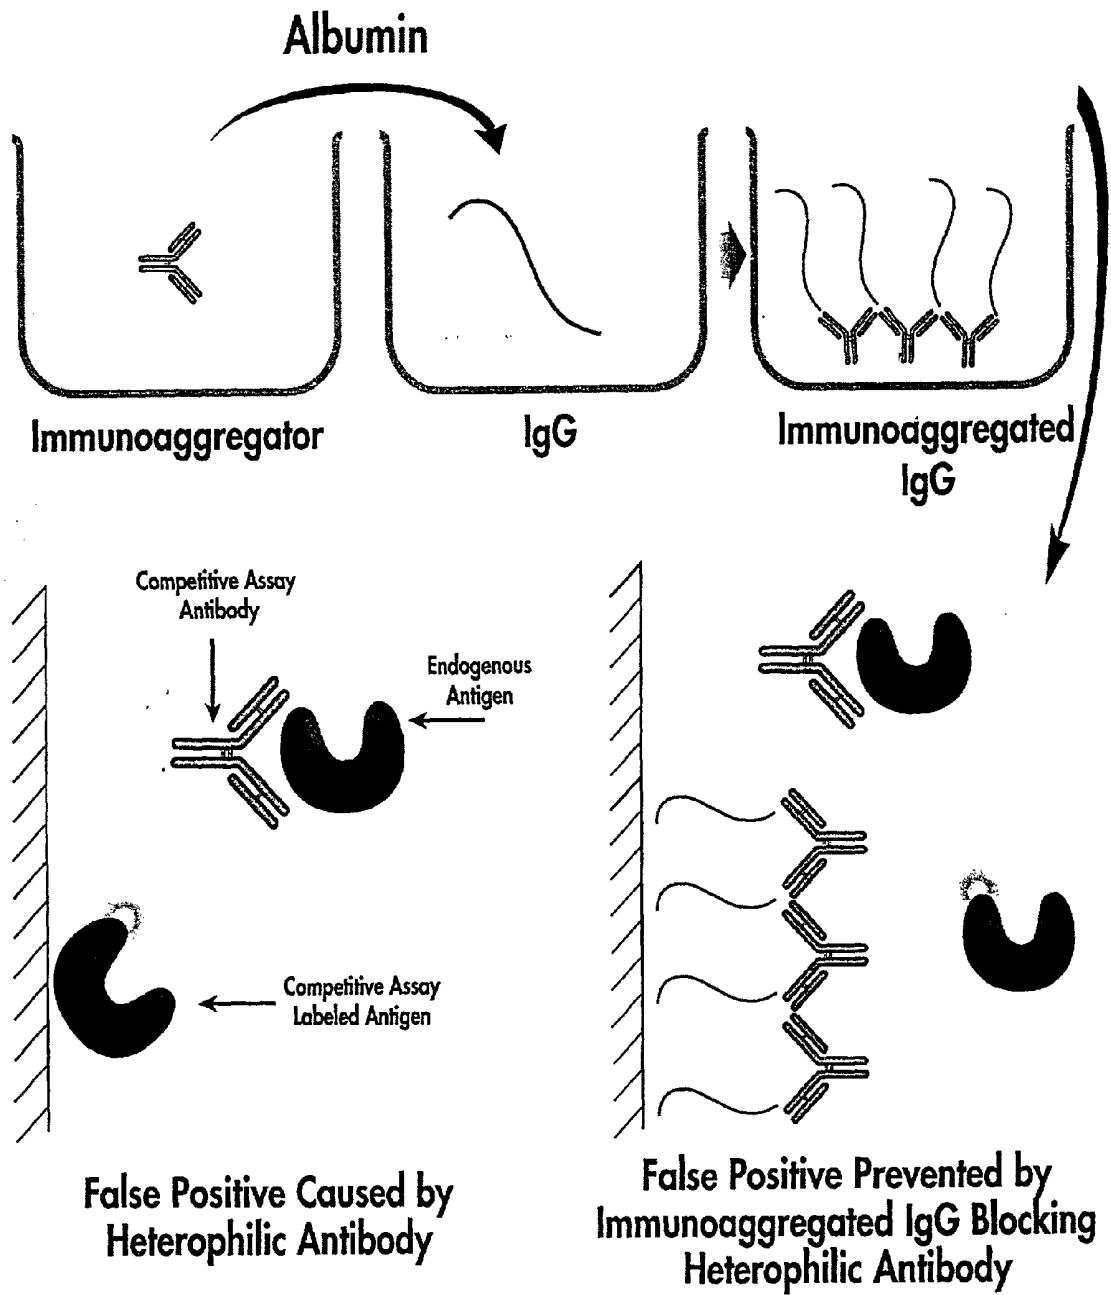 Albumin
Immunoaggregator
IgG
Immunoaggregated
IgG
Competitive Assay
Antibody
Endogenous
Antigen
Competitive Assay
Labeled Antigen
False Positive Caused by
Heterophilic Antibody
False Positive Prevented by
Immunoaggregated IgG Blocking
Heterophilic Antibody